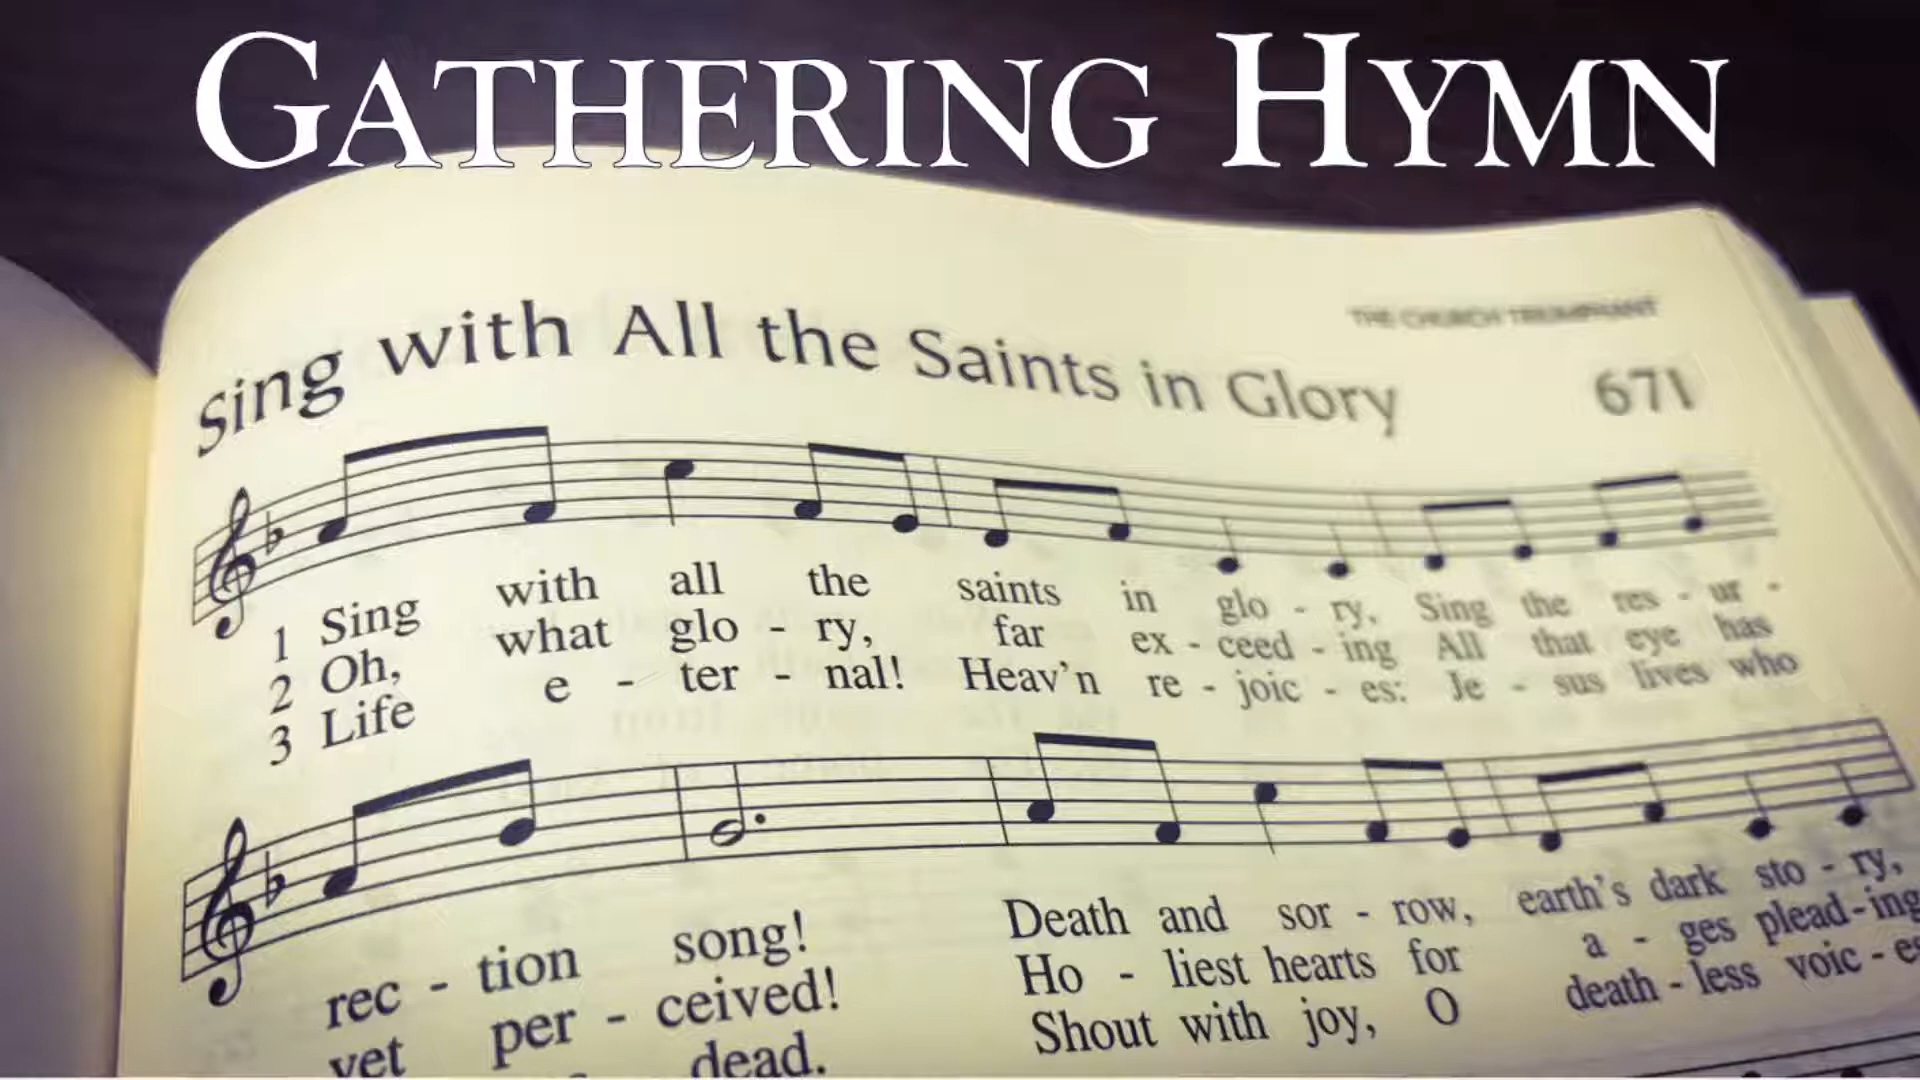 GATHERING HYMN
THE CHURCH TRIUMPHANT
Sing with All the Saints in Glory 671
1 Sing with all the saints in glo - ry, Sing the res - ur -
2 Oh, what glo - ry, far ex - ceed - ing All that eye has
3 Life e - ter - nal! Heav'n re - joic - es: Je - sus lives who
rec - tion song! Death and sor - row, earth's dark sto - ry,
yet per - ceived! Ho - liest hearts for a - ges plead - ing
dead. Shout with joy, O death - less voic - es